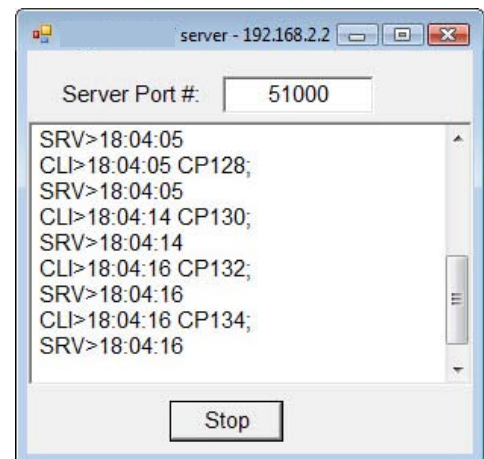 server - 192.168.2.2
Server Port #: 51000
SRV>18:04:05
CLI>18:04:05 CP128;
SRV>18:04:05
CLI>18:04:14 CP130;
SRV>18:04:14
CLI>18:04:16 CP132;
SRV>18:04:16
CLI>18:04:16 CP134;
SRV>18:04:16
Stop